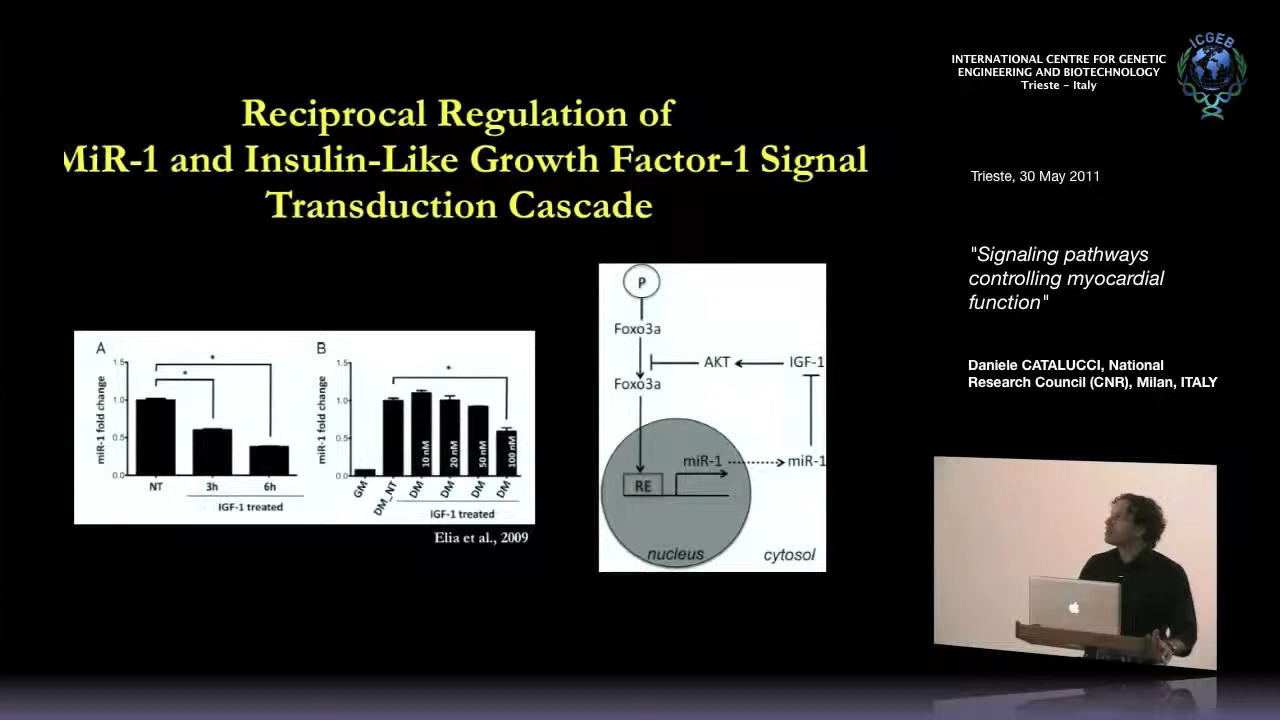 Reciprocal Regulation of
MiR-1 and Insulin-Like Growth Factor-1 Signal
Transduction Cascade
A
miR-1 fold change
1.5
1.0
0.5
0.0
*
*
NT
3h
6h
IGF-1 treated
B
miR-1 fold change
1.5
1.0
0.5
0.0
*
10 nM
20 nM
50 nM
100 nM
GM
DM_NT
DM
DM
DM
DM
IGF-1 treated
Elia et al., 2009
P
Foxo3a
AKT
IGF-1
Foxo3a
miR-1
miR-1
RE
nucleus
cytosol
INTERNATIONAL CENTRE FOR GENETIC
ENGINEERING AND BIOTECHNOLOGY
Trieste - Italy
ICGEB
Trieste, 30 May 2011
"Signaling pathways
controlling myocardial
function"
Daniele CATALUCCI, National
Research Council (CNR), Milan, ITALY